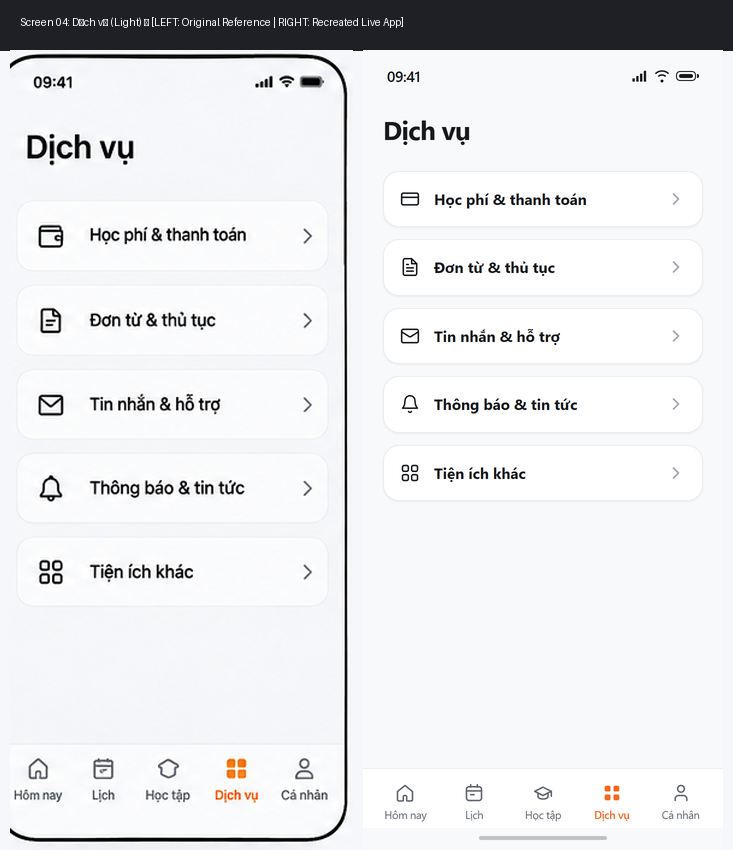 Screen 04: D□ch v□ (Light) □ [LEFT: Original Reference | RIGHT: Recreated Live App]
09:41
Dịch vụ
Học phí & thanh toán
Đơn từ & thủ tục
Tin nhắn & hỗ trợ
Thông báo & tin tức
Tiện ích khác
Hôm nay
Lịch
Học tập
Dịch vụ
Cá nhân
09:41
Dịch vụ
Học phí & thanh toán
Đơn từ & thủ tục
Tin nhắn & hỗ trợ
Thông báo & tin tức
Tiện ích khác
Hôm nay
Lịch
Học tập
Dịch vụ
Cá nhân